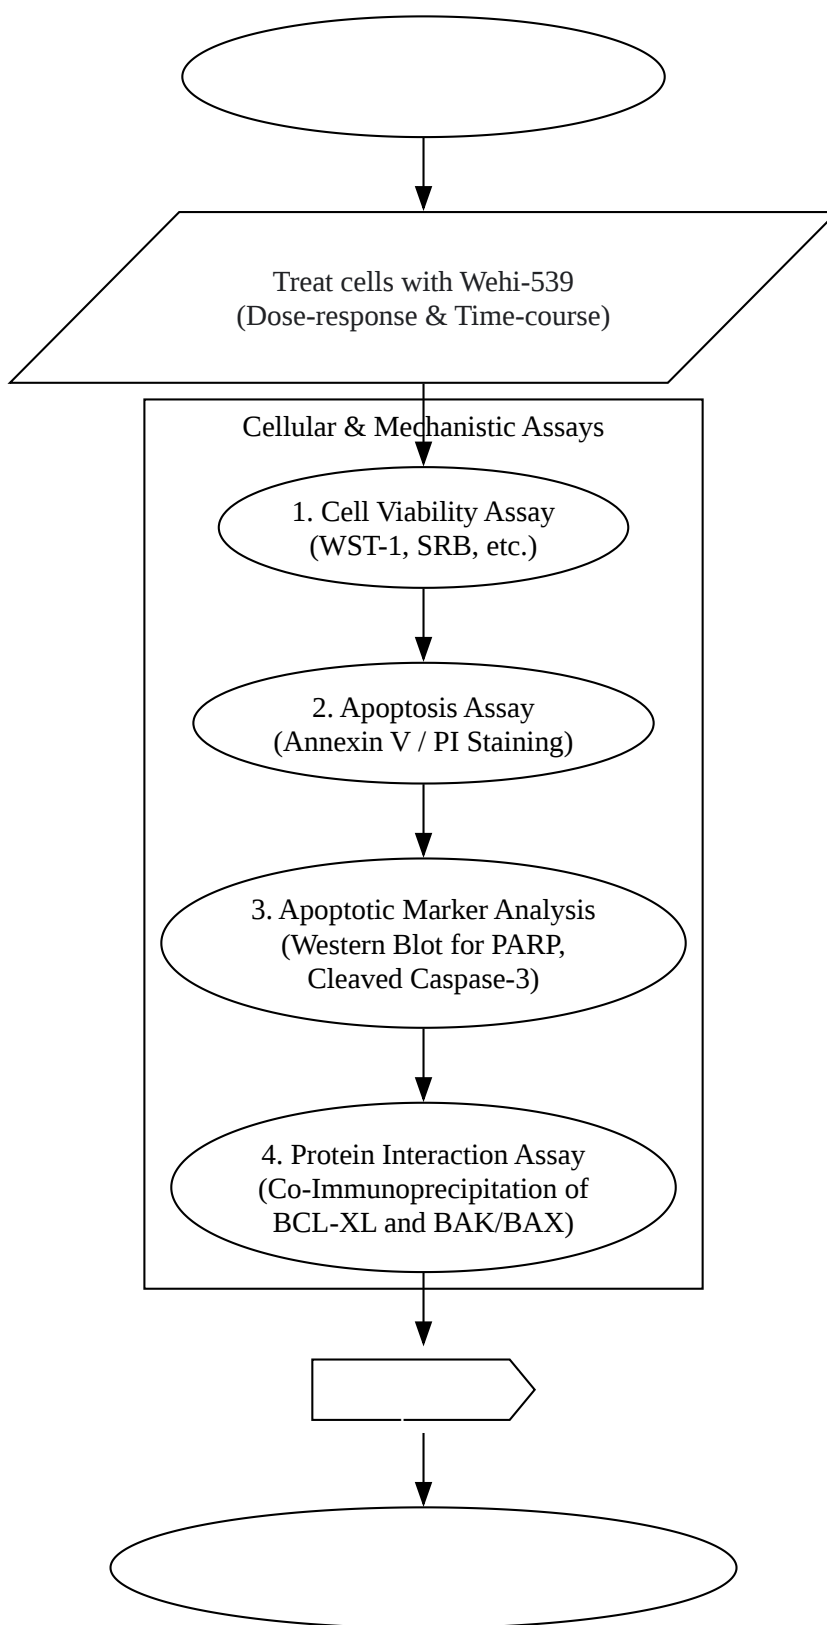 Treat cells with Wehi-539
(Dose-response & Time-course)
Cellular & Mechanistic Assays
1. Cell Viability Assay
(WST-1, SRB, etc.)
2. Apoptosis Assay
(Annexin V / PI Staining)
3. Apoptotic Marker Analysis
(Western Blot for PARP,
Cleaved Caspase-3)
4. Protein Interaction Assay
(Co-Immunoprecipitation of
BCL-XL and BAK/BAX)